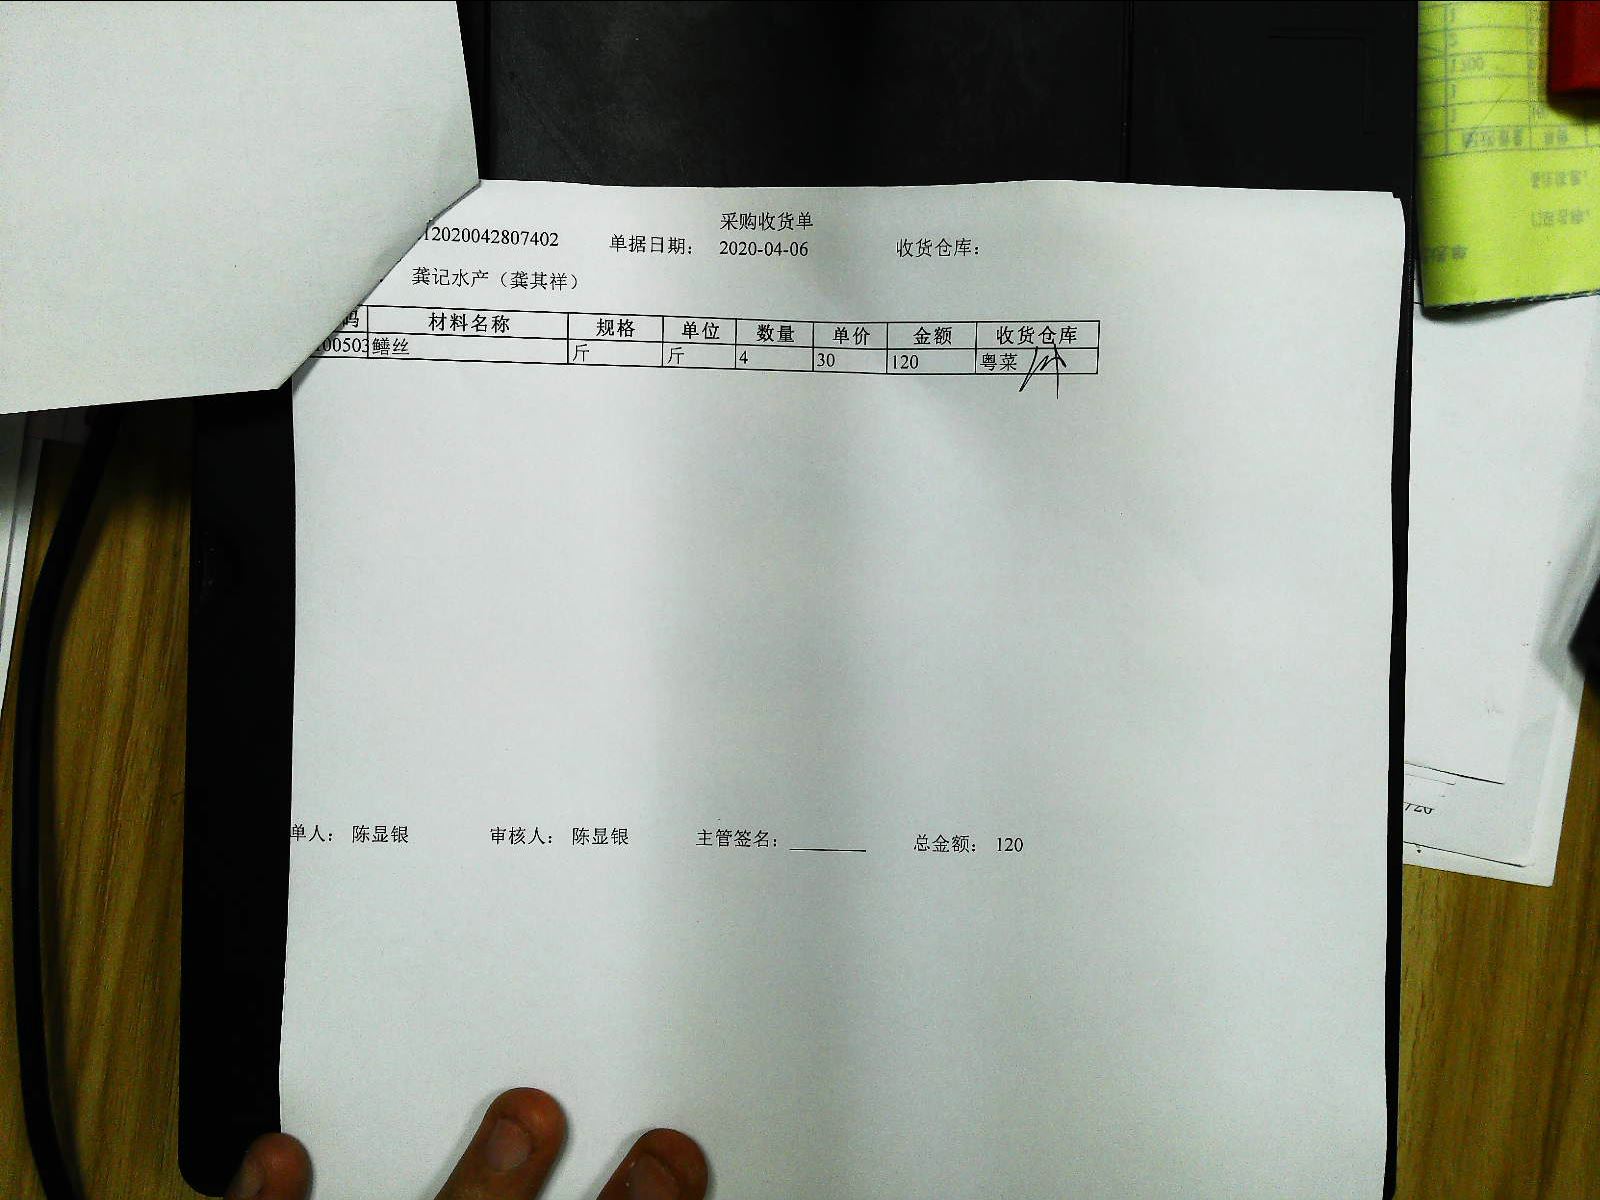 采购收货单
2020042807402 单据日期： 2020-04-06 收货仓库：
龚记水产（龚其祥）
码 材料名称 规格 单位 数量 单价 金额 收货仓库
00503 鳝丝 斤 斤 4 30 120 粤菜
单人： 陈显银 审核人： 陈显银 主管签名： 总金额： 120